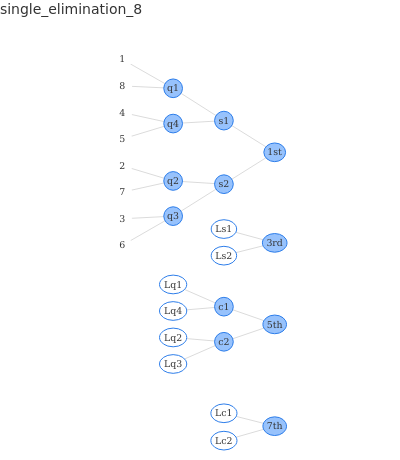 single_elimination_8
1
8
q1
4
5
q4
s1
1st
2
7
q2
s2
3
6
q3
Ls1
Ls2
3rd
Lq1
Lq4
c1
Lq2
Lq3
c2
5th
Lc1
Lc2
7th